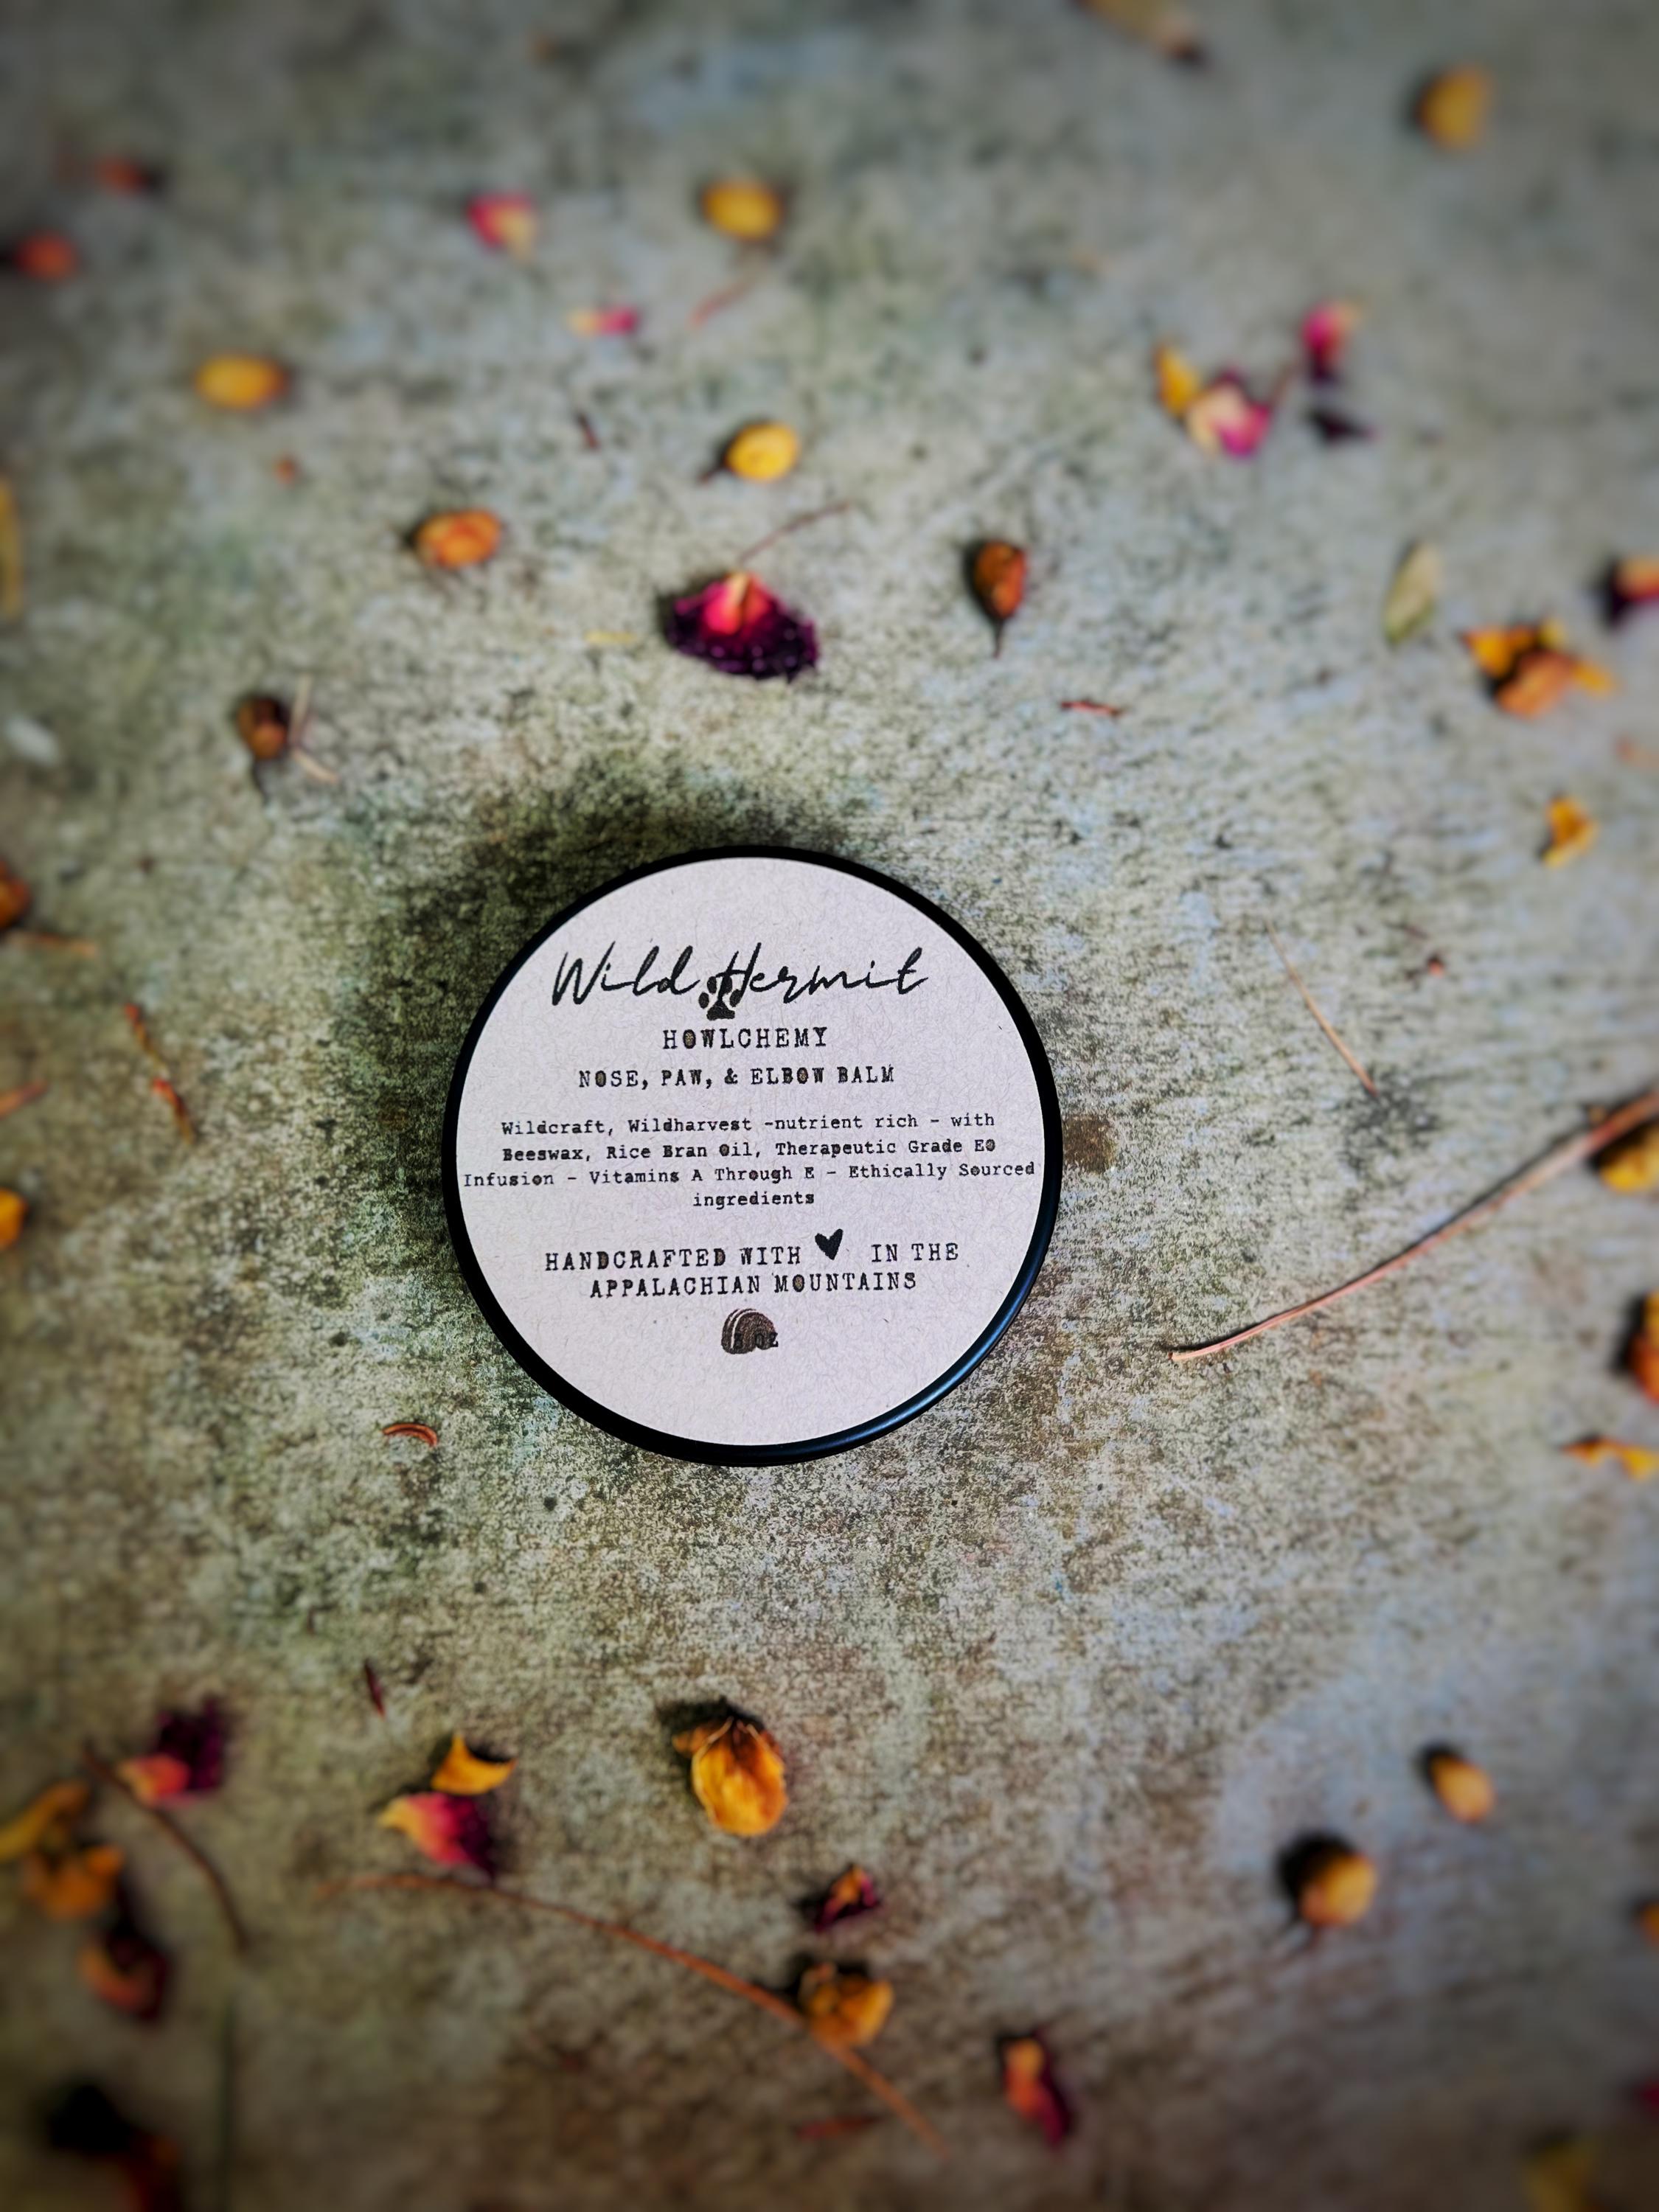 Wild Hermit
HOWLCHEMY
NOSE, PAW, & ELBOW BALM
Wildcraft, Wildharvest -nutrient rich - with
Beeswax, Rice Bran Oil, Therapeutic Grade EO
Infusion - Vitamins A Through E - Ethically Sourced
ingredients
HANDCRAFTED WITH ♥ IN THE
APPALACHIAN MOUNTAINS
OZ